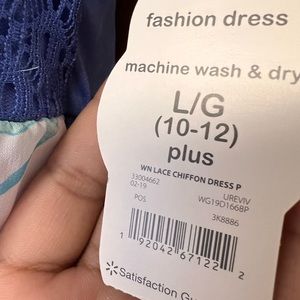 fashion dress
machine wash & dry
L/G
(10-12)
plus
WN LACE CHIFFON DRESS P
33004662 UREVIV
02-19 WG19D166BP
POS 3K8886
1 92042 67122 2
Satisfaction